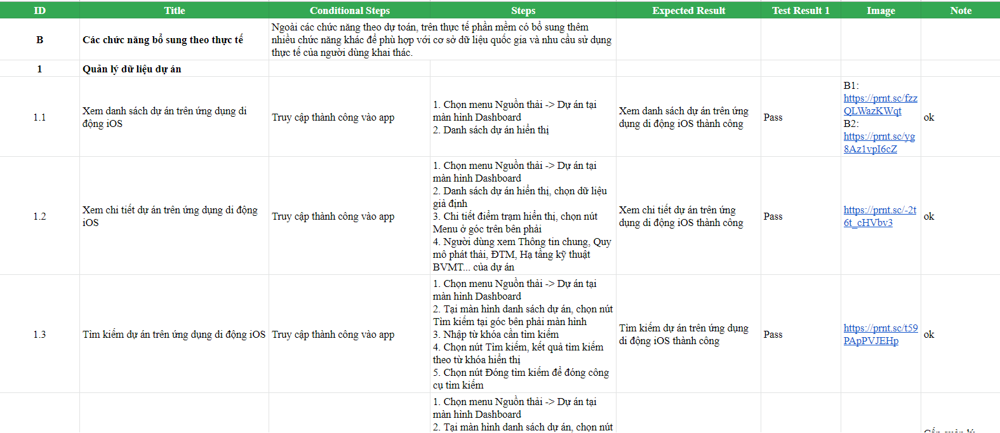 ID Title Conditional Steps Steps Expected Result Test Result 1 Image Note
B
Các chức năng bổ sung theo thực tế
Ngoài các chức năng theo dự toán, trên thực tế phần mềm có bổ sung thêm
nhiều chức năng khác để phù hợp với cơ sở dữ liệu quốc gia và nhu cầu sử dụng
thực tế của người dùng khai thác.
1
Quản lý dữ liệu dự án
1.1
Xem danh sách dự án trên ứng dụng di
động iOS
Truy cập thành công vào app
1. Chọn menu Nguồn thải -> Dự án tại
màn hình Dashboard
2. Danh sách dự án hiển thị
Xem danh sách dự án trên ứng
dụng di động iOS thành công
Pass
B1:
https://prnt.sc/fzz
QLWazKWqt
B2:
https://prnt.sc/yg
8Az1vpI6cZ
ok
1.2
Xem chi tiết dự án trên ứng dụng di động
iOS
Truy cập thành công vào app
1. Chọn menu Nguồn thải -> Dự án tại
màn hình Dashboard
2. Danh sách dự án hiển thị, chọn dữ liệu
giả định
3. Chi tiết điểm trạm hiển thị, chọn nút
Menu ở góc trên bên phải
4. Người dùng xem Thông tin chung, Quy
mô phát thải, ĐTM, Hạ tầng kỹ thuật
BVMT... của dự án
Xem chi tiết dự án trên ứng
dụng di động iOS thành công
Pass
https://prnt.sc/-2t
6t_cHVbv3
ok
1.3
Tìm kiếm dự án trên ứng dụng di động iOS
Truy cập thành công vào app
1. Chọn menu Nguồn thải -> Dự án tại
màn hình Dashboard
2. Tại màn hình danh sách dự án, chọn nút
Tìm kiếm tại góc bên phải màn hình
3. Nhập từ khóa cần tìm kiếm
4. Chọn nút Tìm kiếm, kết quả tìm kiếm
theo từ khóa hiển thị
5. Chọn nút Đóng tìm kiếm để đóng công
cụ tìm kiếm
Tìm kiếm dự án trên ứng dụng
di động iOS thành công
Pass
https://prnt.sc/t59
PApPVJEHp
ok
1. Chọn menu Nguồn thải -> Dự án tại
màn hình Dashboard
2. Tại màn hình danh sách dự án, chọn nút